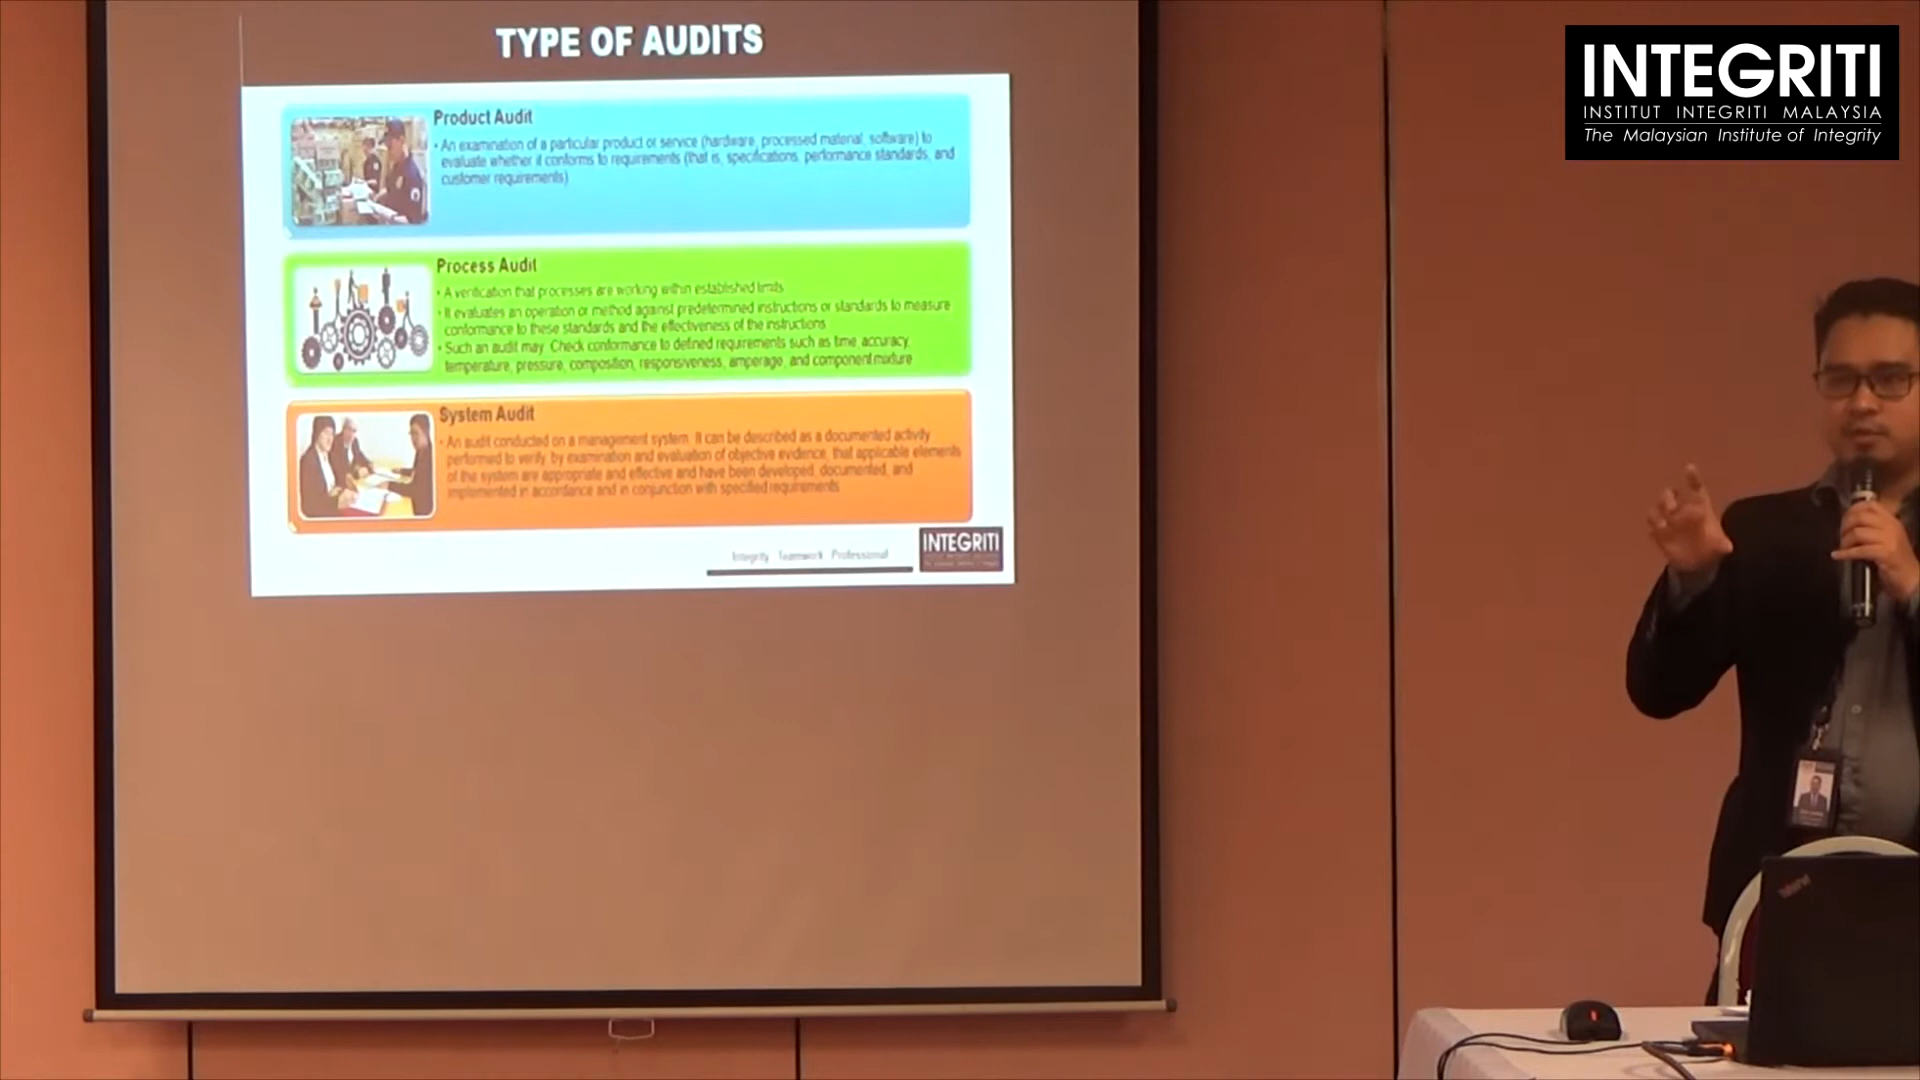 TYPE OF AUDITS
Product Audit
• An examination of a particular product or service (hardware, processed material, software) to
evaluate whether it conforms to requirements (that is, specifications, performance standards, and
customer requirements)
Process Audit
• A verification that processes are working within established limits
• It evaluates an operation or method against predetermined instructions or standards to measure
conformance to these standards and the effectiveness of the instructions
• Such an audit may: Check conformance to defined requirements such as time, accuracy,
temperature, pressure, composition, responsiveness, amperage, and component mixture
System Audit
• An audit conducted on a management system. It can be described as a documented activity
performed to verify, by examination and evaluation of objective evidence, that applicable elements
of the system are appropriate and effective and have been developed, documented, and
implemented in accordance and in conjunction with specified requirements
Integrity Teamwork Professional
INTEGRITI
INTEGRITI
INSTITUT INTEGRITI MALAYSIA
The Malaysian Institute of Integrity
ThinkPad